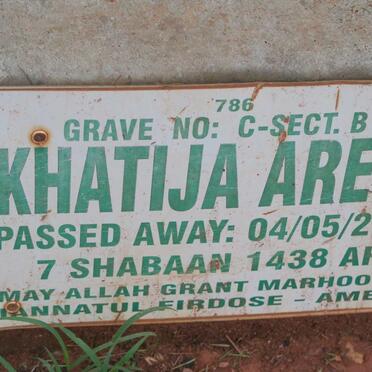 786
GRAVE NO: C-SECT. B
KHATIJA ARE
PASSED AWAY: 04/05/2
7 SHABAAN 1438 A
MAY ALLAH GRANT MARHOO
JANNATUL FIRDOSE - AME